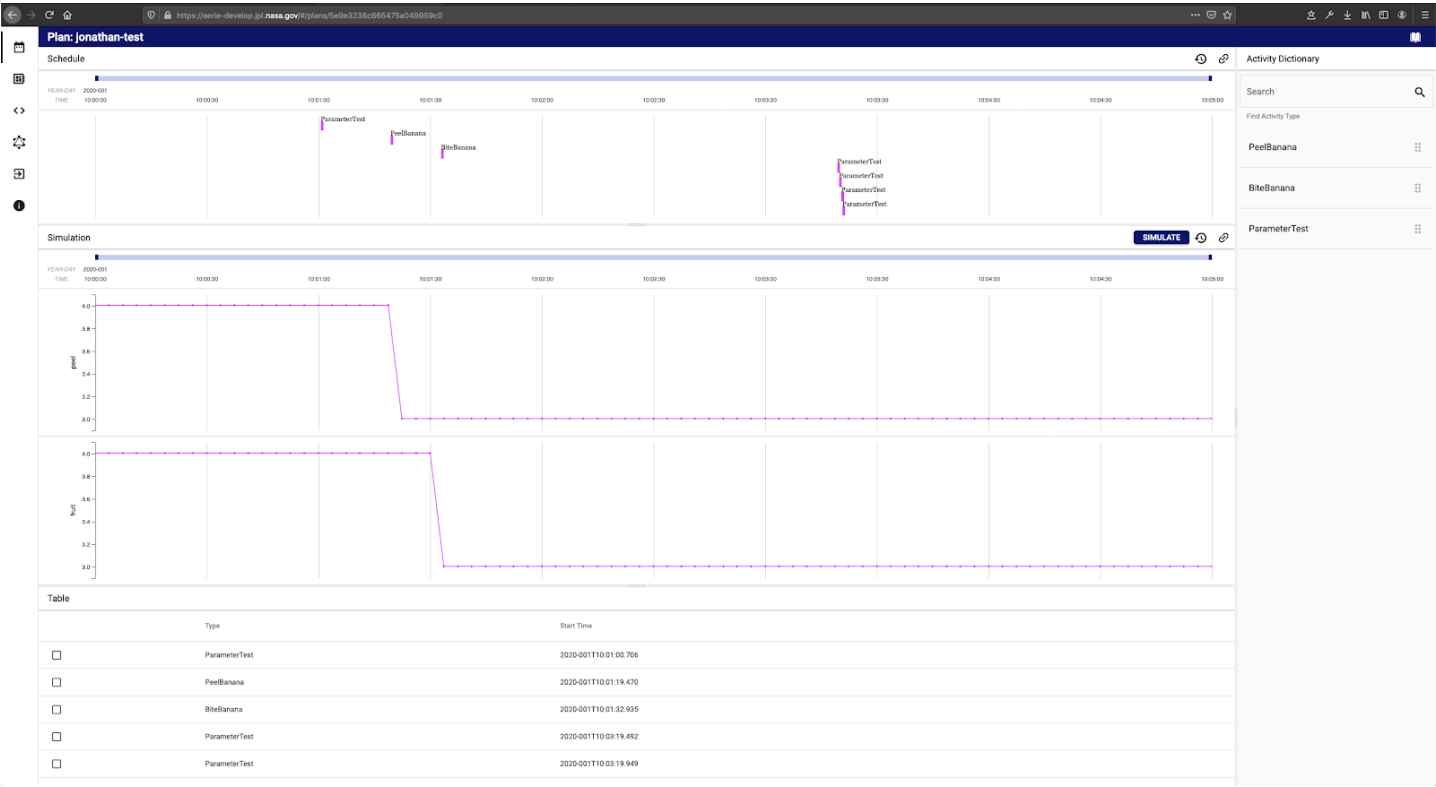 https://aerie-develop.jpl.nasa.gov/#/plans/5e9e3238c665475a049959c0
Plan: jonathan-test
Schedule
Activity Dictionary
YEAR-DAY 2020-001
TIME 10:00:00 10:00:30 10:01:00 10:01:30 10:02:00 10:02:30 10:03:00 10:03:30 10:04:00 10:04:30 10:05:00
Search
Find Activity Type
PeelBanana
BiteBanana
ParameterTest
ParameterTest
PeelBanana
BiteBanana
ParameterTest
ParameterTest
ParameterTest
ParameterTest
Simulation
SIMULATE
YEAR-DAY 2020-001
TIME 10:00:00 10:00:30 10:01:00 10:01:30 10:02:00 10:02:30 10:03:00 10:03:30 10:04:00 10:04:30 10:05:00
peel
4.0
3.8
3.6
3.4
3.2
3.0
fruit
4.0
3.8
3.6
3.4
3.2
3.0
Table
Type Start Time
ParameterTest 2020-001T10:01:00.706
PeelBanana 2020-001T10:01:19.470
BiteBanana 2020-001T10:01:32.935
ParameterTest 2020-001T10:03:19.492
ParameterTest 2020-001T10:03:19.949